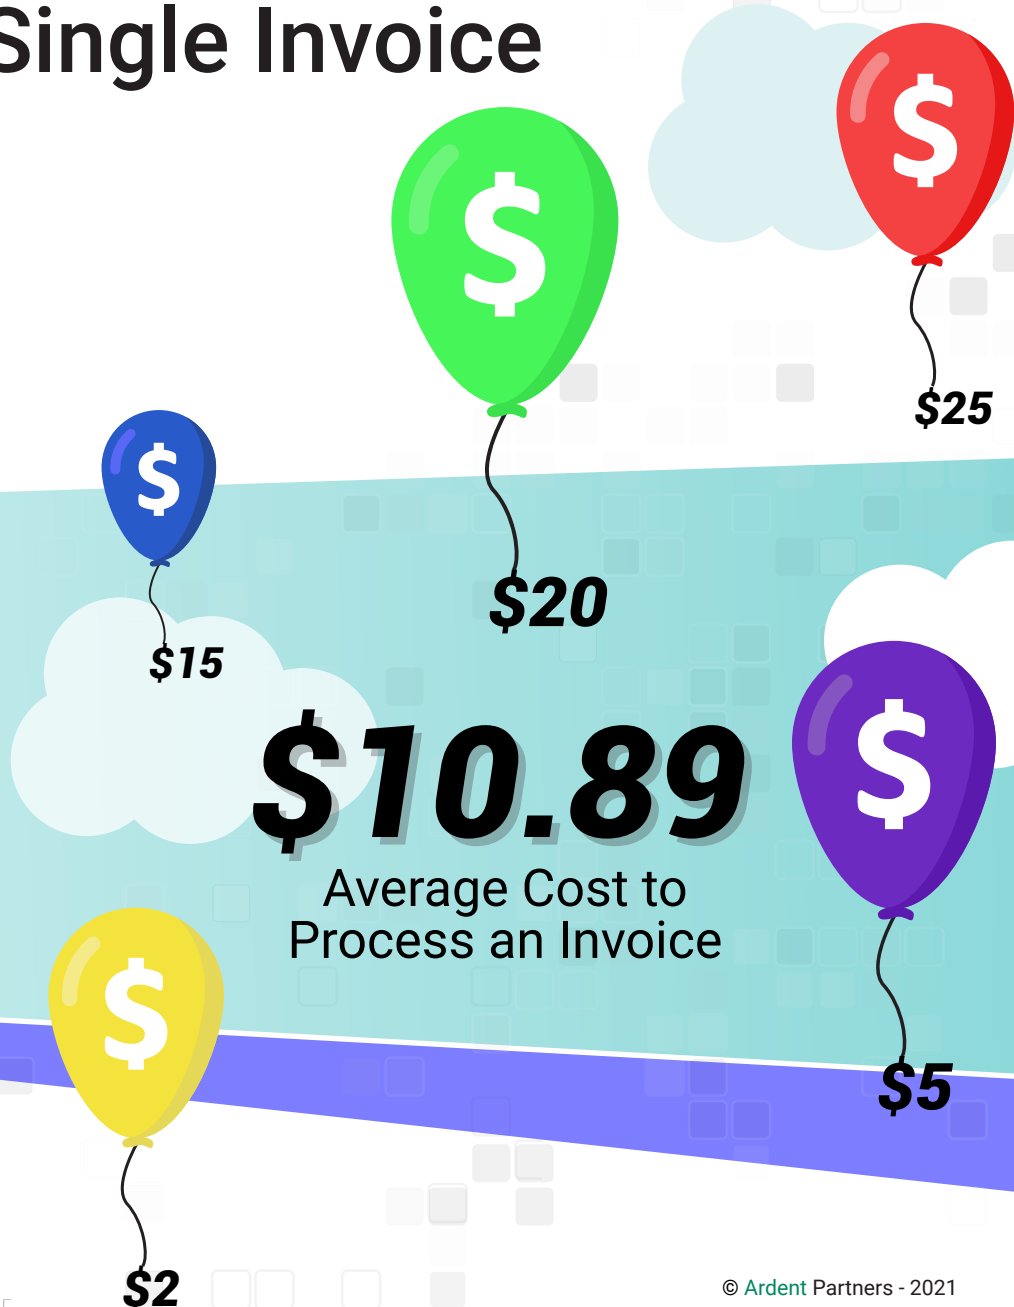 Single Invoice
$
$
$25
$
$20
$15
$10.89
$
Average Cost to
Process an Invoice
$
$5
$2
© Ardent Partners - 2021